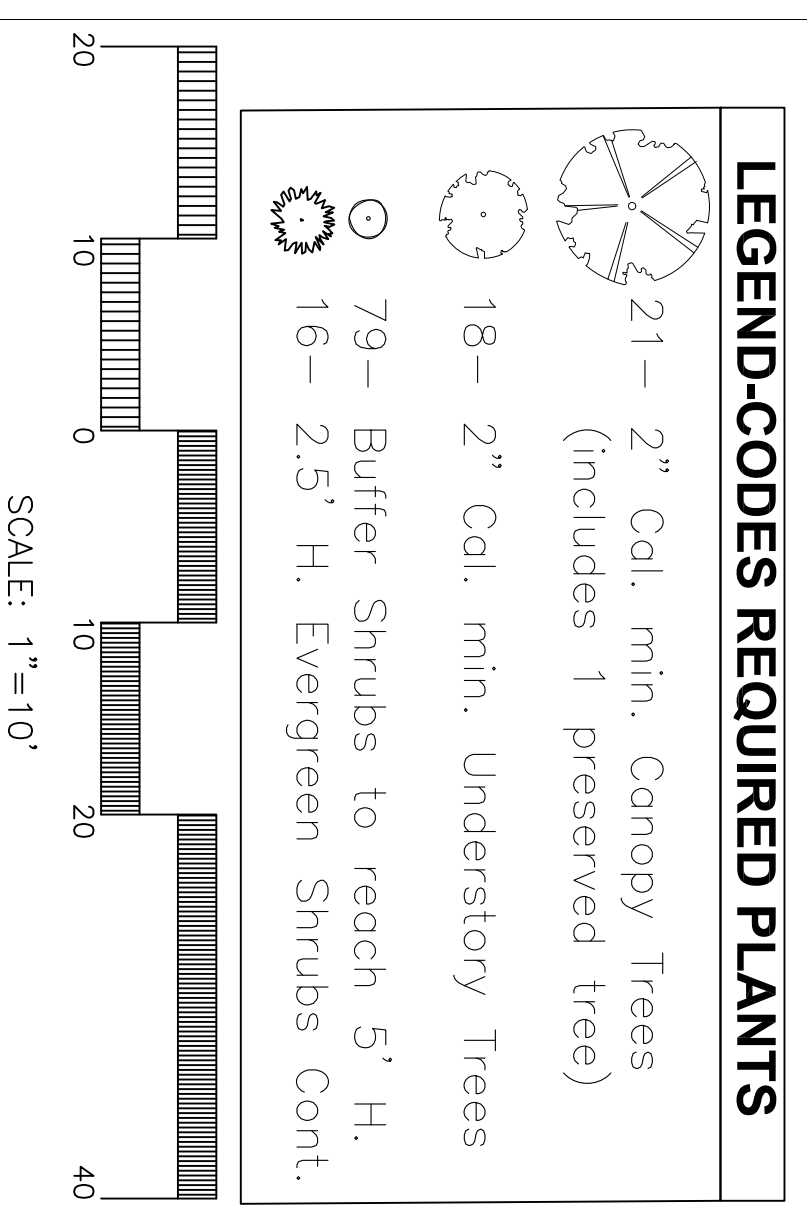 LEGEND-CODES REQUIRED PLANTS
21- 2" Cal. min. Canopy Trees
(includes 1 preserved tree)
18- 2" Cal. min. Understory Trees
79- Buffer Shrubs to reach 5' H.
16- 2.5' H. Evergreen Shrubs Cont.
20 10 0 10 20 40
SCALE: 1"=10'